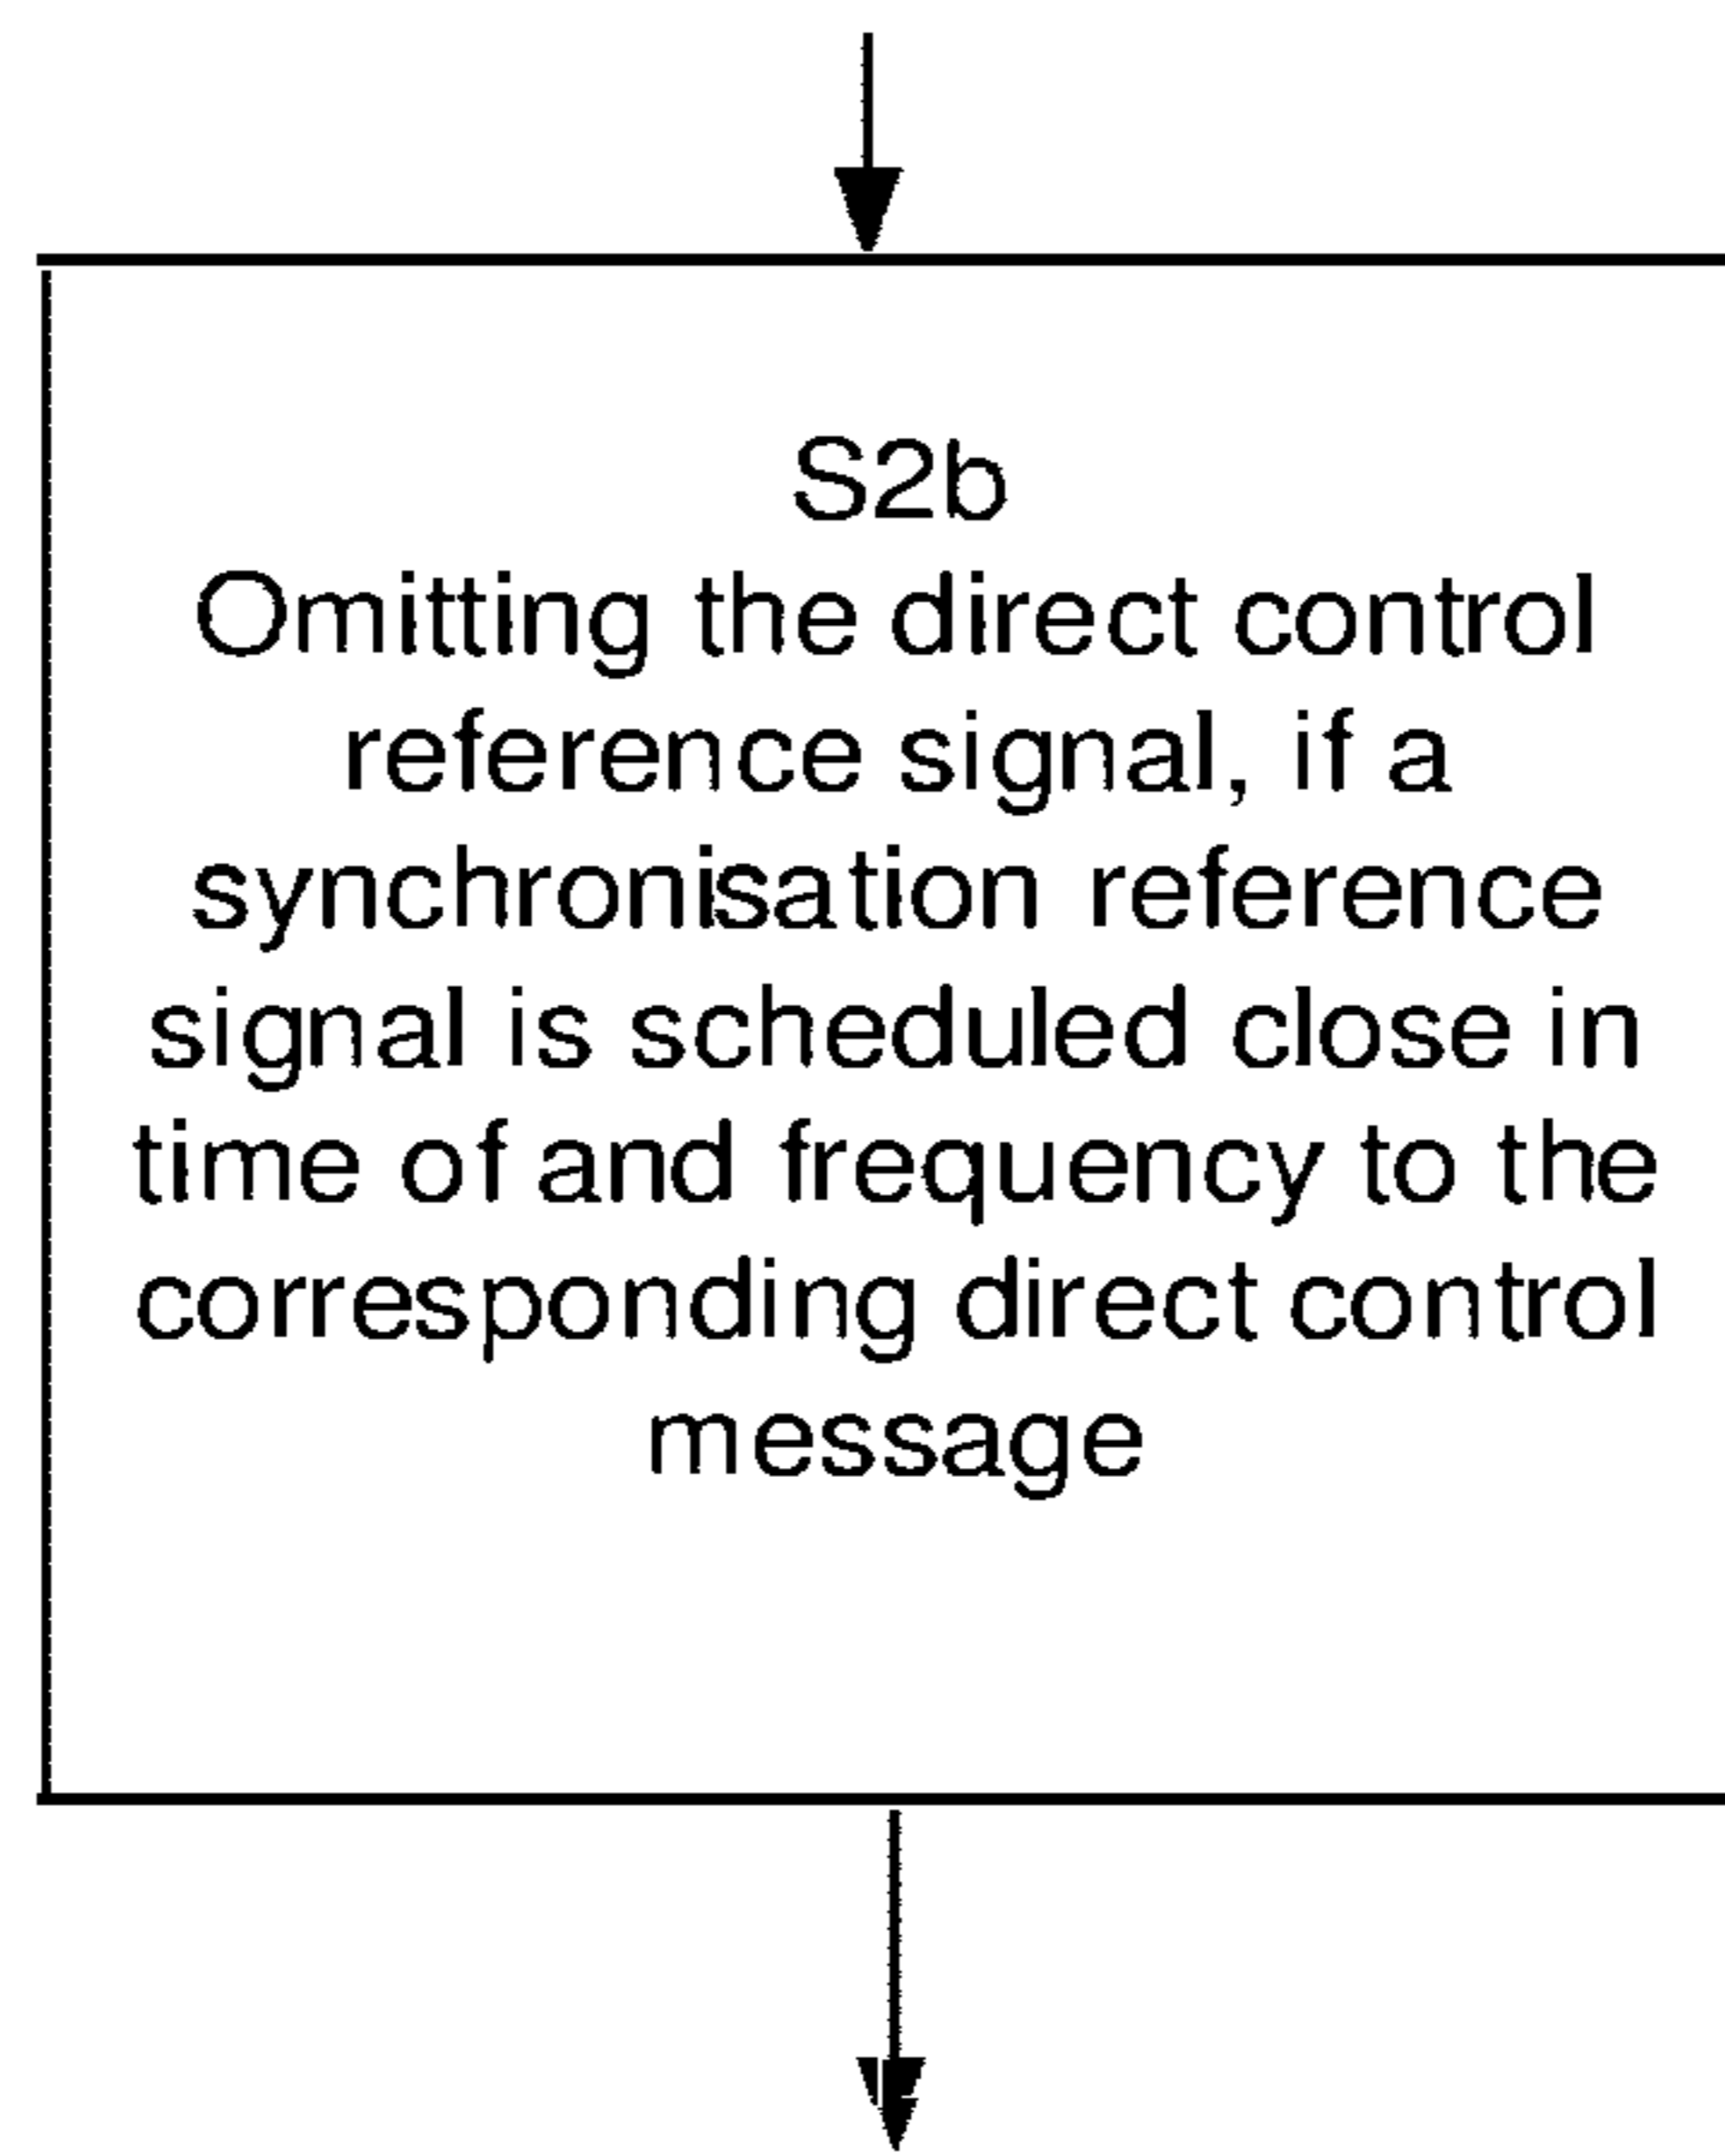 S2b
Omitting the direct control
reference signal, if a
synchronisation reference
signal is scheduled close in
time of and frequency to the
corresponding direct control
message